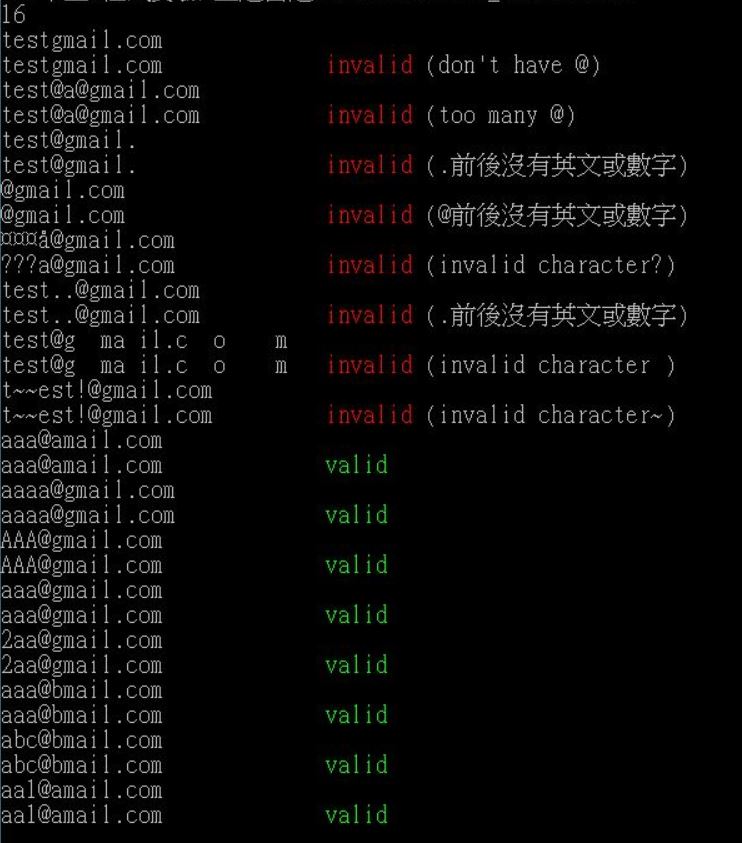 16
testgmail.com
testgmail.com invalid (don't have @)
test@a@gmail.com
test@a@gmail.com invalid (too many @)
test@gmail.
test@gmail. invalid (.前後沒有英文或數字)
@gmail.com
@gmail.com invalid (@前後沒有英文或數字)
¤¤¤å@gmail.com
???a@gmail.com invalid (invalid character?)
test..@gmail.com
test..@gmail.com invalid (.前後沒有英文或數字)
test@g  ma il.c  o    m
test@g  ma il.c  o    m invalid (invalid character )
t~~est!@gmail.com
t~~est!@gmail.com invalid (invalid character~)
aaa@amail.com
aaa@amail.com valid
aaaa@gmail.com
aaaa@gmail.com valid
AAA@gmail.com
AAA@gmail.com valid
aaa@gmail.com
aaa@gmail.com valid
2aa@gmail.com
2aa@gmail.com valid
aaa@bmail.com
aaa@bmail.com valid
abc@bmail.com
abc@bmail.com valid
aa1@amail.com
aa1@amail.com valid